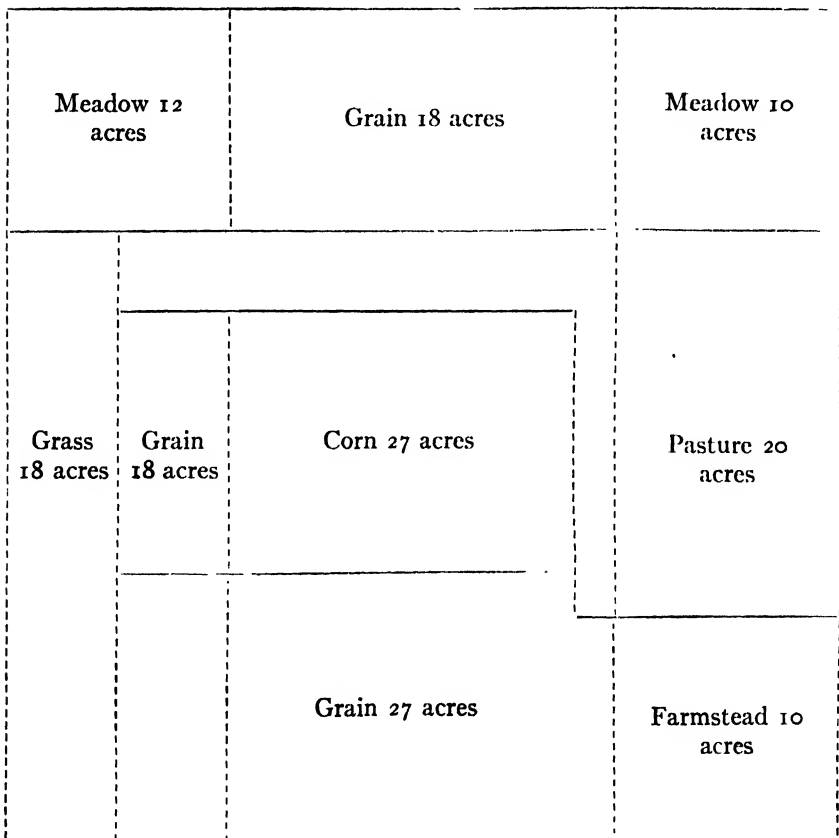 Meadow 12
acres
Grain 18 acres
Meadow 10
acres
Grass
18 acres
Grain
18 acres
Corn 27 acres
Pasture 20
acres
Grain 27 acres
Farmstead 10
acres